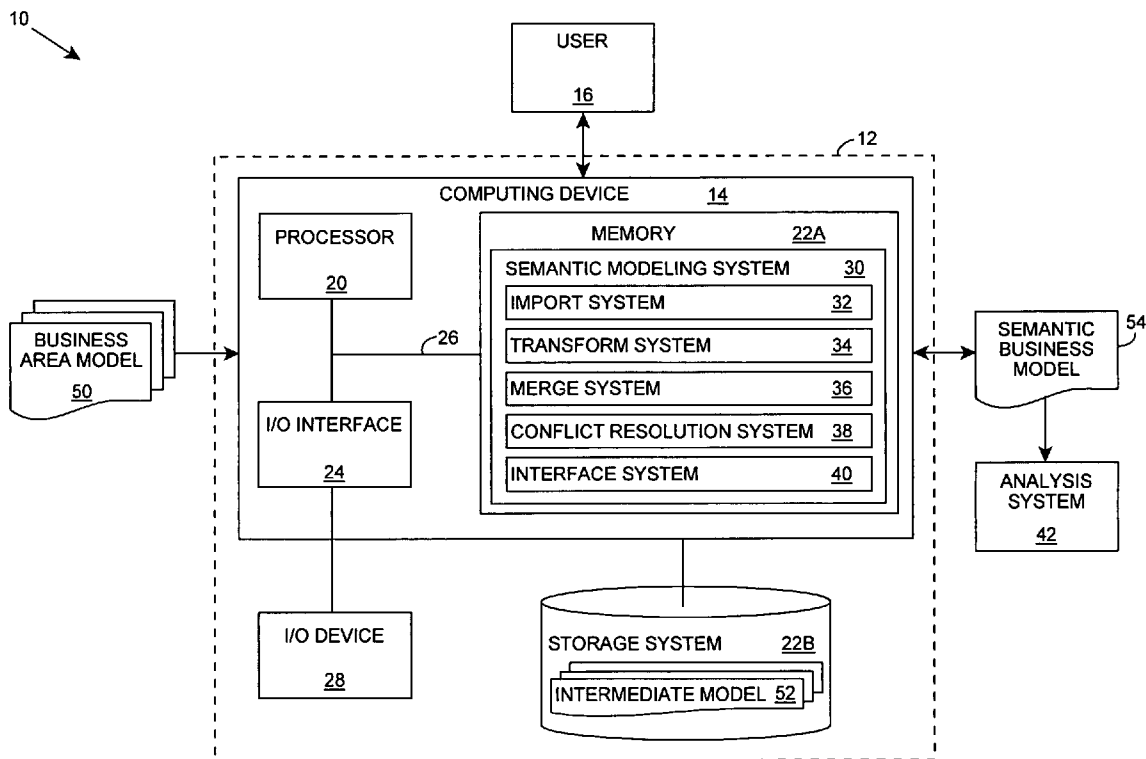 10
USER
16
12
COMPUTING DEVICE 14
PROCESSOR
20
MEMORY 22A
SEMANTIC MODELING SYSTEM 30
IMPORT SYSTEM 32
TRANSFORM SYSTEM 34
MERGE SYSTEM 36
CONFLICT RESOLUTION SYSTEM 38
INTERFACE SYSTEM 40
26
BUSINESS
AREA MODEL
50
I/O INTERFACE
24
SEMANTIC
BUSINESS
MODEL
54
ANALYSIS
SYSTEM
42
I/O DEVICE
28
STORAGE SYSTEM 22B
INTERMEDIATE MODEL 52